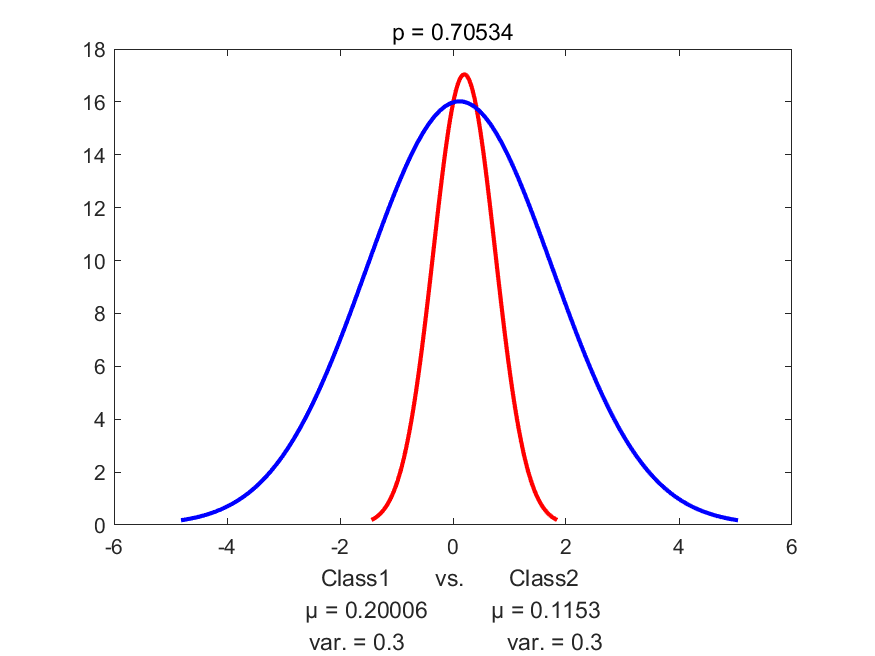 p = 0.70534
18
16
14
12
10
8
6
4
2
0
-6 -4 -2 0 2 4 6
Class1 vs. Class2
μ = 0.20006 μ = 0.1153
var. = 0.3 var. = 0.3